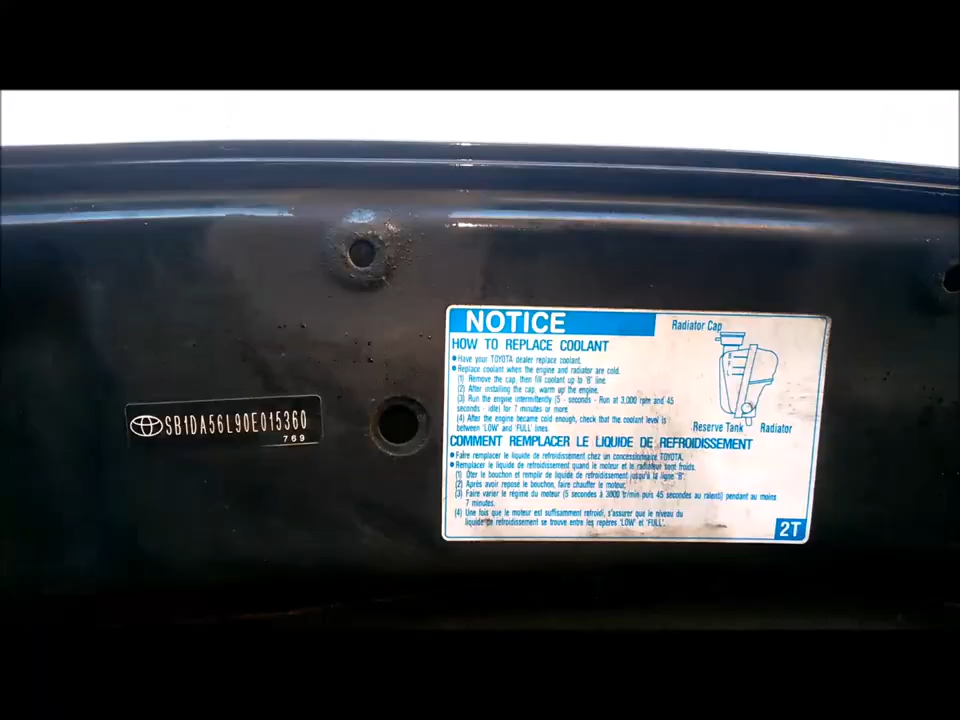 SB1DA56L90E015360
769
NOTICE
HOW TO REPLACE COOLANT
• Have your TOYOTA dealer replace coolant.
• Replace coolant when the engine and radiator are cold.
(1) Remove the cap, then fill coolant up to 'B' line.
(2) After installing the cap, warm up the engine.
(3) Run the engine intermittently (5 - seconds - Run at 3,000 rpm and 45
seconds - idle) for 7 minutes or more.
(4) After the engine became cold enough, check that the coolant level is
between 'LOW' and 'FULL' lines.
Radiator Cap
Reserve Tank
Radiator
COMMENT REMPLACER LE LIQUIDE DE REFROIDISSEMENT
• Faire remplacer le liquide de refroidissement chez un concessionnaire TOYOTA.
• Remplacer le liquide de refroidissement quand le moteur et le radiateur sont froids.
(1) Oter le bouchon et remplir de liquide de refroidissement jusqu'à la ligne 'B'.
(2) Après avoir reposé le bouchon, faire chauffer le moteur.
(3) Faire varier le régime du moteur (5 secondes à 3000 tr/min puis 45 secondes au ralenti) pendant au moins
7 minutes.
(4) Une fois que le moteur est suffisamment refroidi, s'assurer que le niveau du
liquide de refroidissement se trouve entre les repères 'LOW' et 'FULL'.
2T